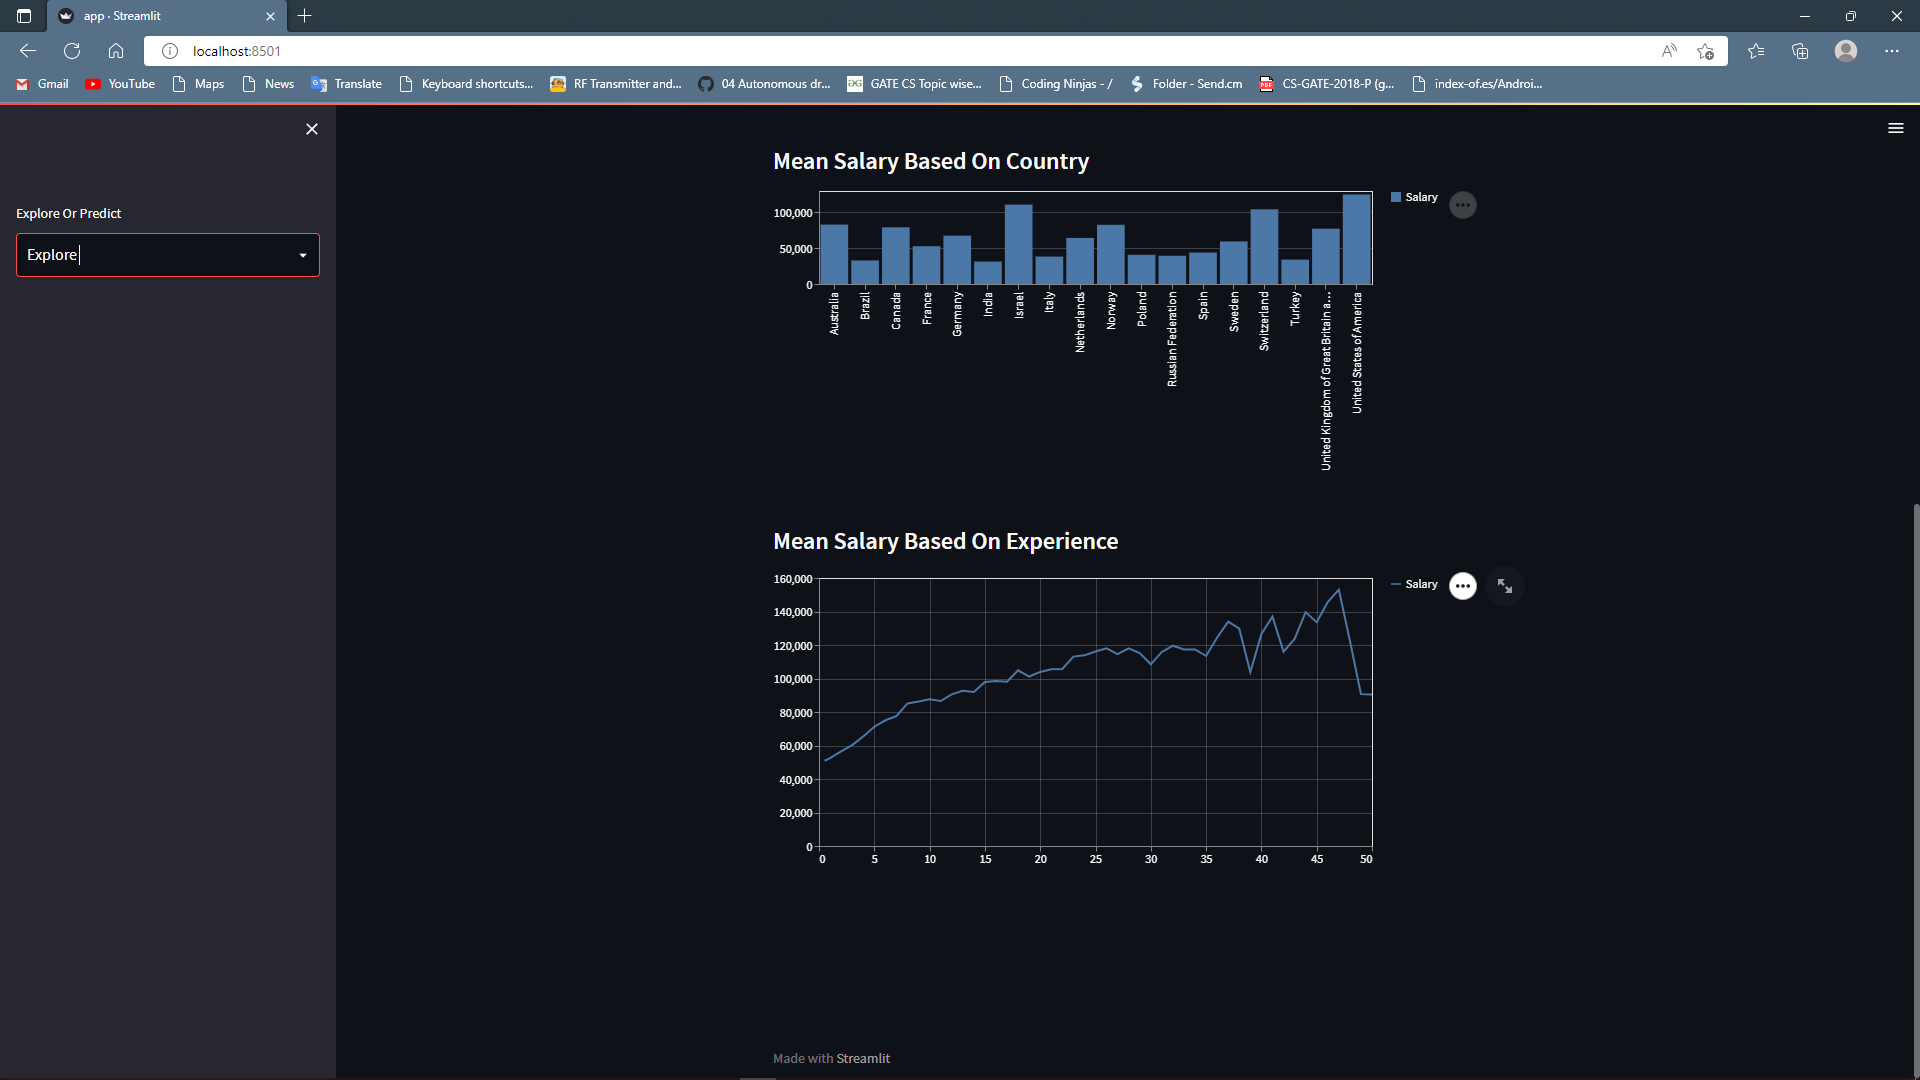 app · Streamlit
localhost:8501
Gmail
YouTube
Maps
News
Translate
Keyboard shortcuts...
RF Transmitter and...
04 Autonomous dr...
GATE CS Topic wise...
Coding Ninjas - /
Folder - Send.cm
CS-GATE-2018-P (g...
index-of.es/Androi...
Explore Or Predict
Explore
Mean Salary Based On Country
Salary
100,000
50,000
0
Australia
Brazil
Canada
France
Germany
India
Israel
Italy
Netherlands
Norway
Poland
Russian Federation
Spain
Sweden
Switzerland
Turkey
United Kingdom of Great Britain a...
United States of America
Mean Salary Based On Experience
Salary
160,000
140,000
120,000
100,000
80,000
60,000
40,000
20,000
0
0 5 10 15 20 25 30 35 40 45 50
Made with Streamlit